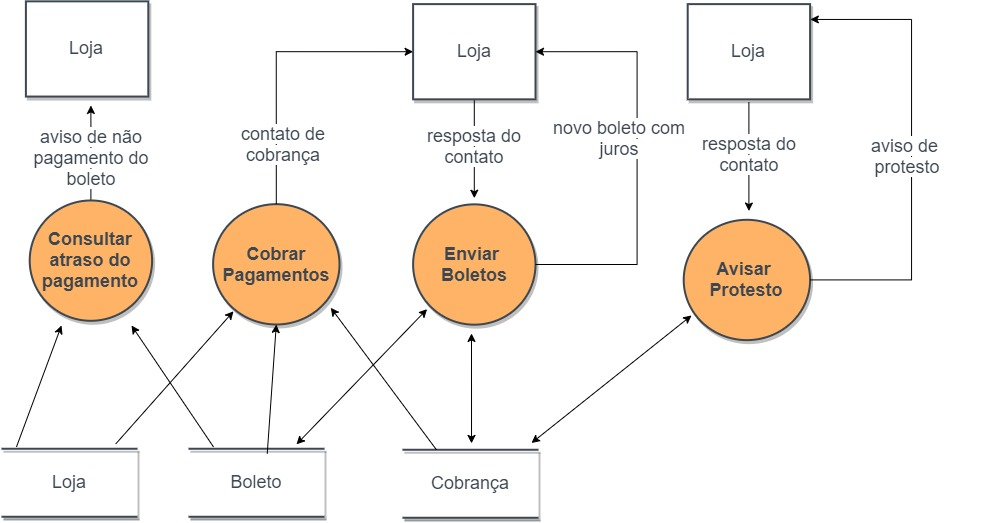 Loja
Loja
Loja
aviso de não
pagamento do
boleto
contato de
cobrança
resposta do
contato
novo boleto com
juros
resposta do
contato
aviso de
protesto
Consultar
atraso do
pagamento
Cobrar
Pagamentos
Enviar
Boletos
Avisar
Protesto
Loja
Boleto
Cobrança